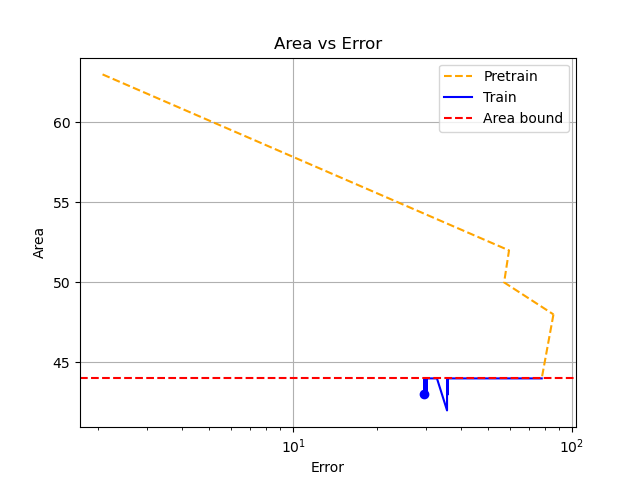 Area vs Error
Pretrain
Train
Area bound
Area
60
55
50
45
10¹
10²
Error